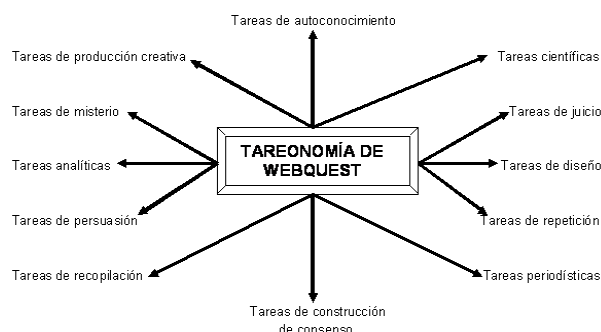 Tareas de autoconocimiento
Tareas de producción creativa
Tareas científicas
Tareas de misterio
Tareas de juicio
TAREONOMÍA DE
WEBQUEST
Tareas analíticas
Tareas de diseño
Tareas de persuasión
Tareas de repetición
Tareas de recopilación
Tareas periodísticas
Tareas de construcción
de consenso